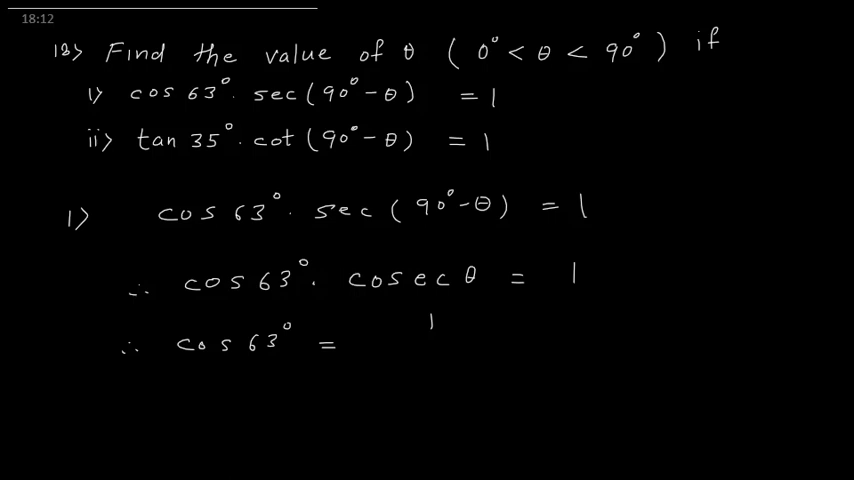 18:12
18> Find the value of θ ( 0° < θ < 90° ) if
i> cos 63°. sec (90° - θ) = 1
ii> tan 35°. cot (90° - θ) = 1
1> cos 63°. sec ( 90° - θ) = 1
∴ cos 63°. cosec θ = 1
∴ cos 63° = 1